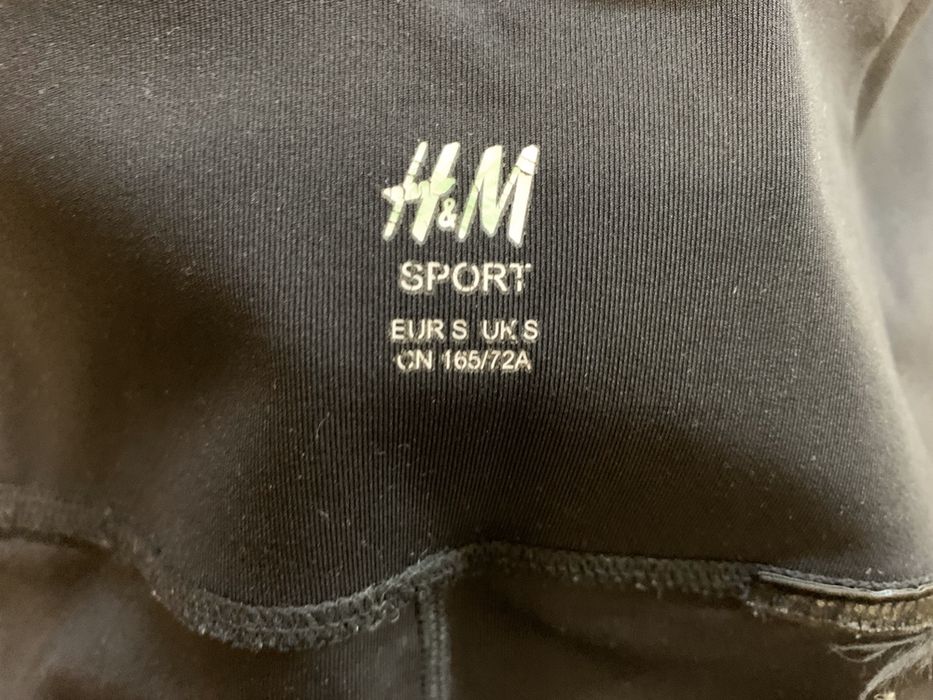 H&M
SPORT
EUR S UK S
CN 165/72A